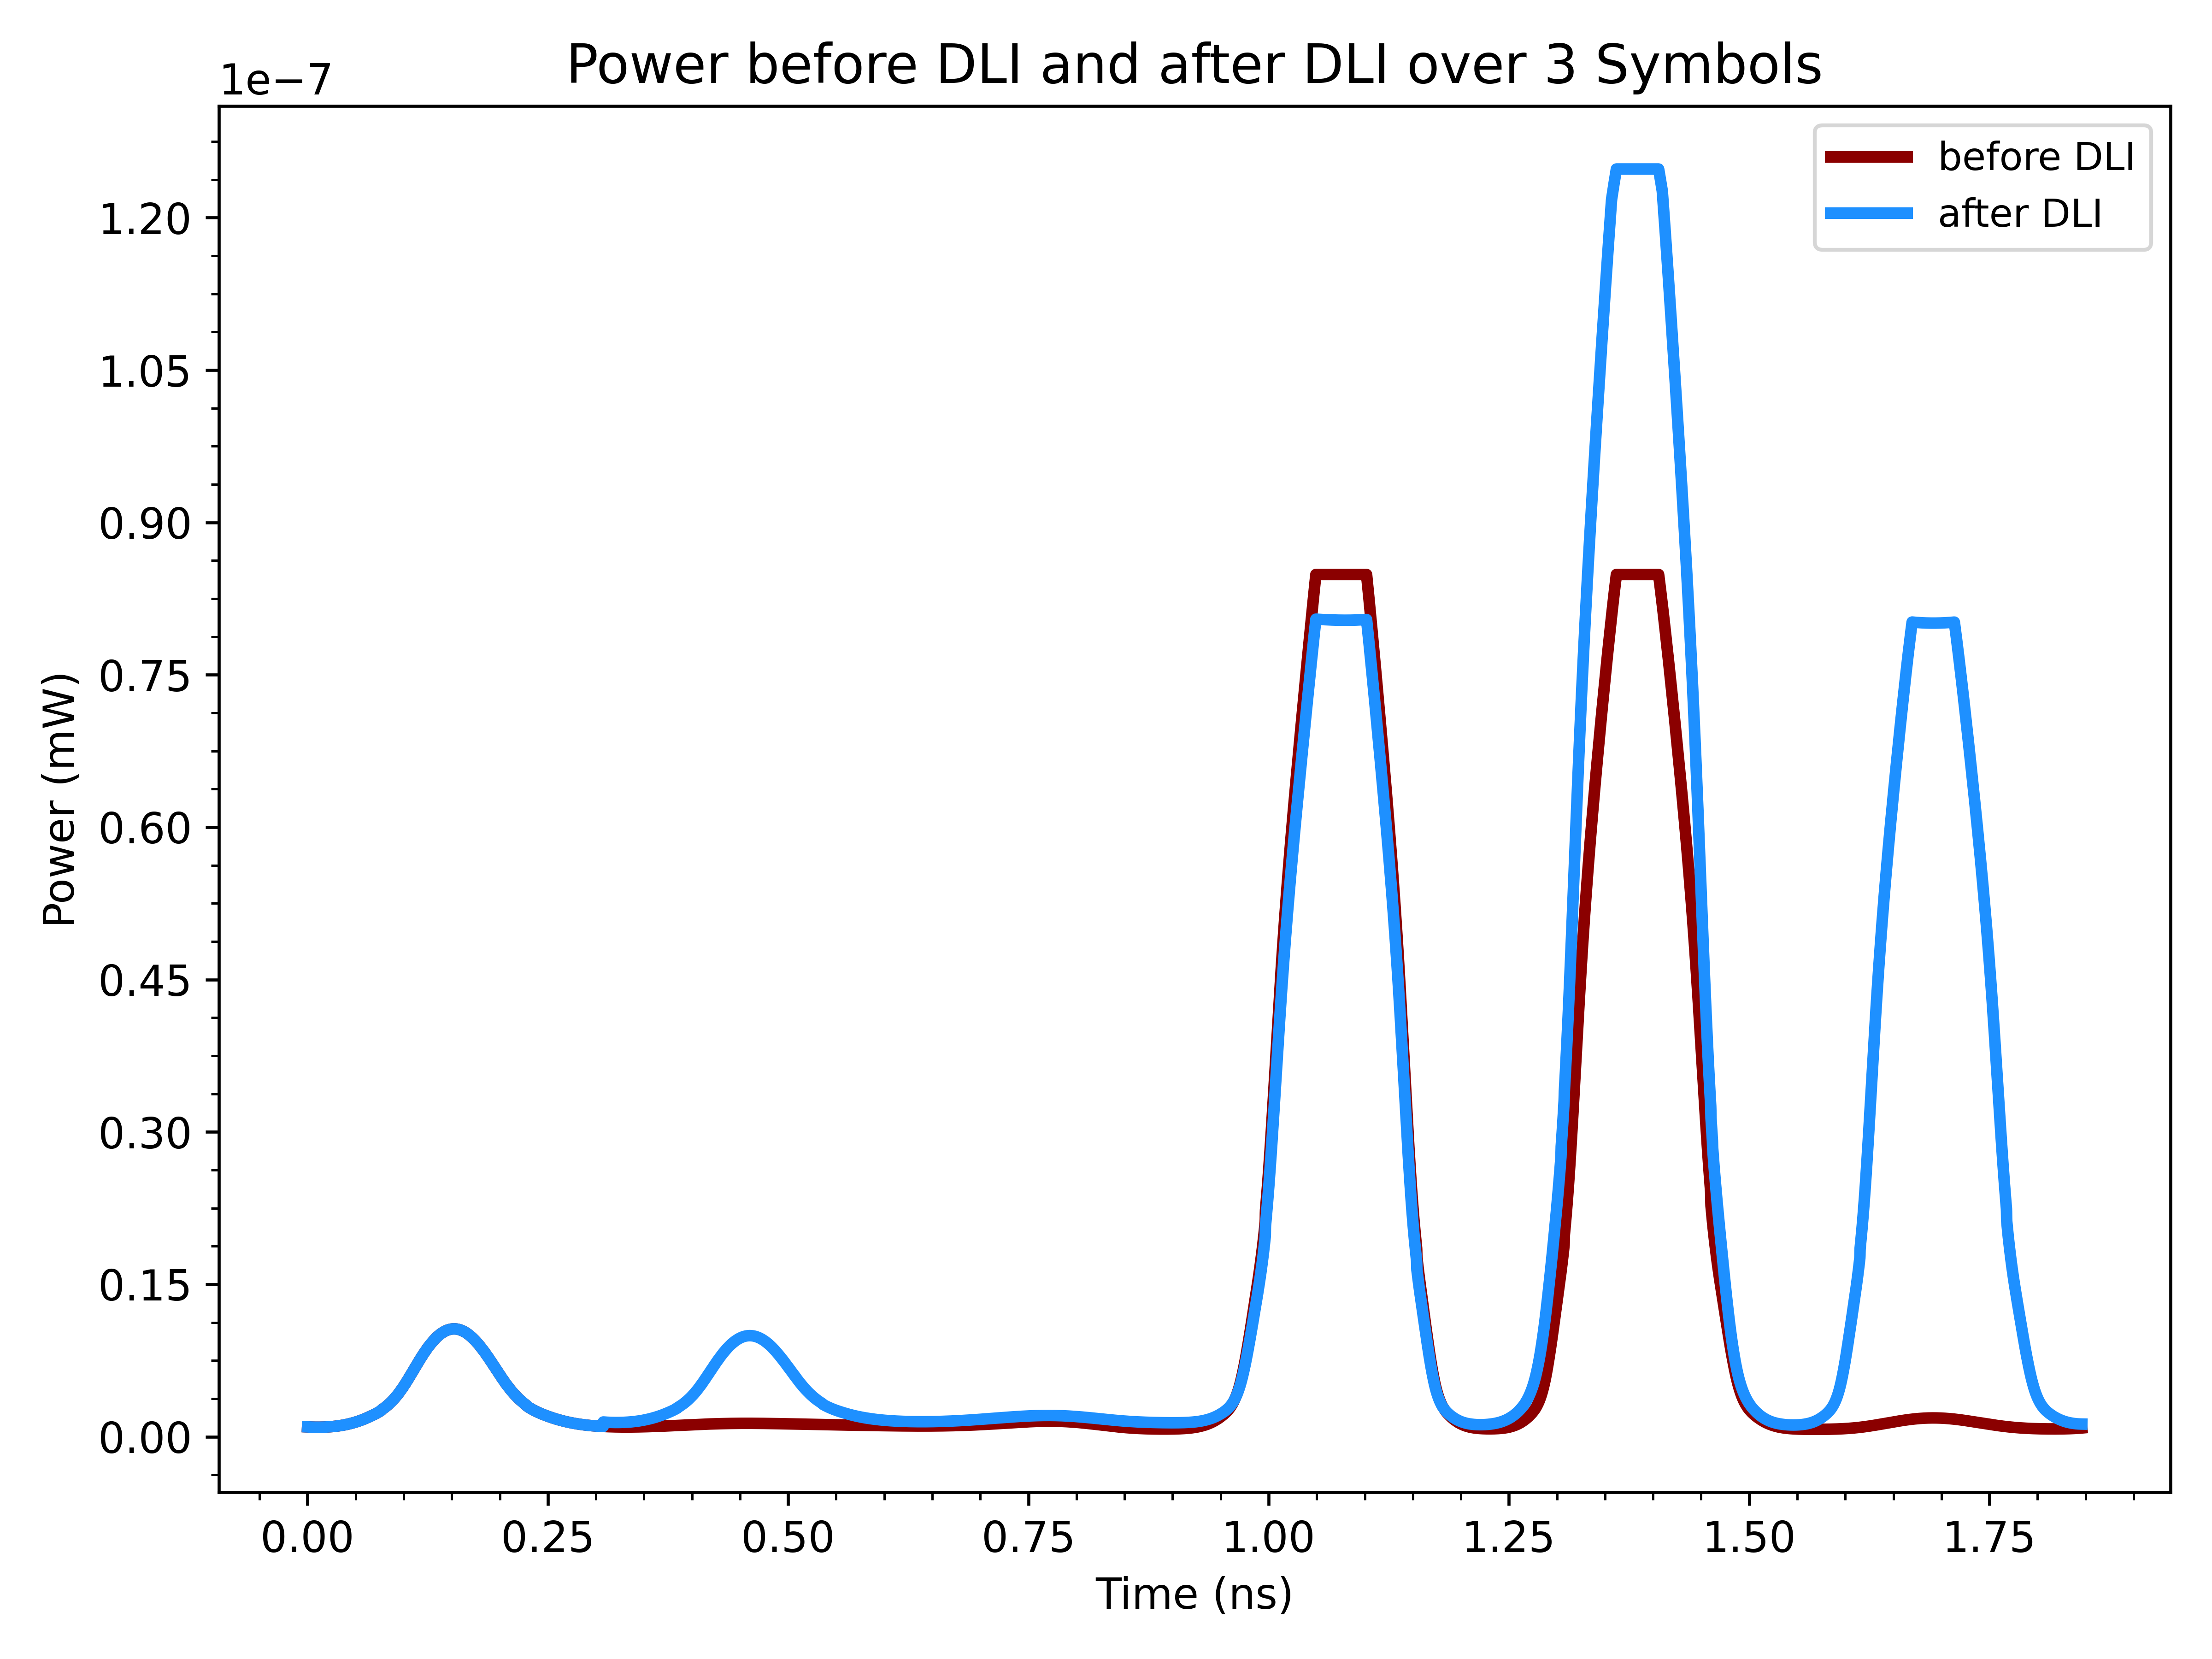 Power before DLI and after DLI over 3 Symbols
1e−7
before DLI
after DLI
1.20
1.05
0.90
0.75
0.60
0.45
0.30
0.15
0.00
Power (mW)
0.00 0.25 0.50 0.75 1.00 1.25 1.50 1.75
Time (ns)